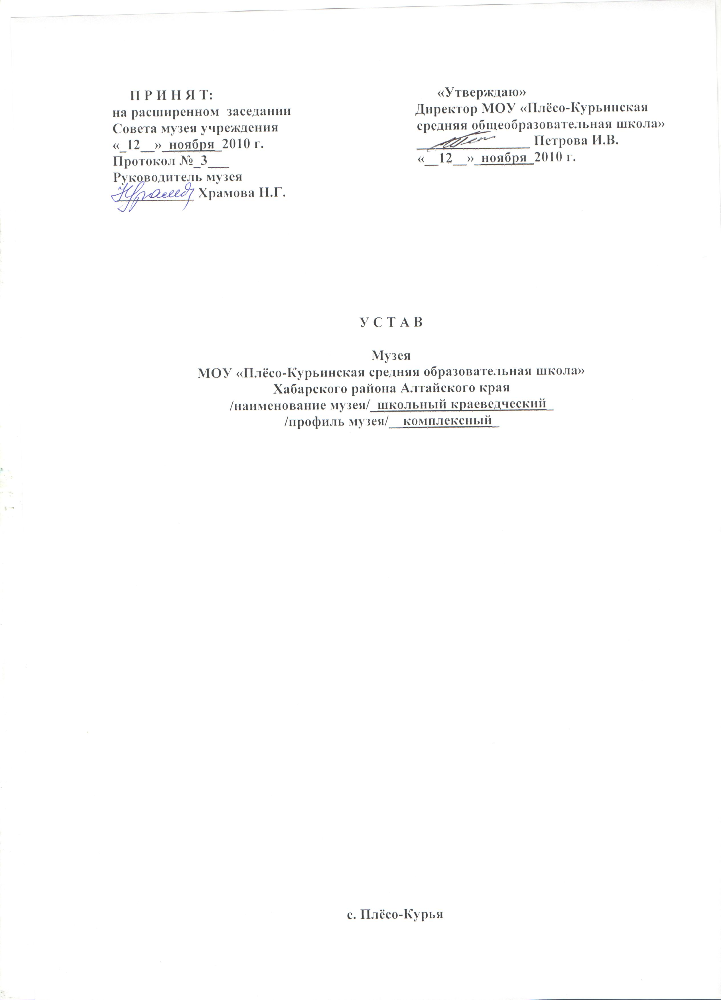 П Р И Н Я Т:
на расширенном заседании
Совета музея учреждения
«_12__»_ноября_2010 г.
Протокол №_3___
Руководитель музея
Храмова Н.Г.
«Утверждаю»
Директор МОУ «Плёсо-Курьинская
средняя общеобразовательная школа»
________________ Петрова И.В.
«__12__»_ноября_2010 г.
У С Т А В
Музея
МОУ «Плёсо-Курьинская средняя образовательная школа»
Хабарского района Алтайского края
/наименование музея/_школьный краеведческий_
/профиль музея/__комплексный_
с. Плёсо-Курья